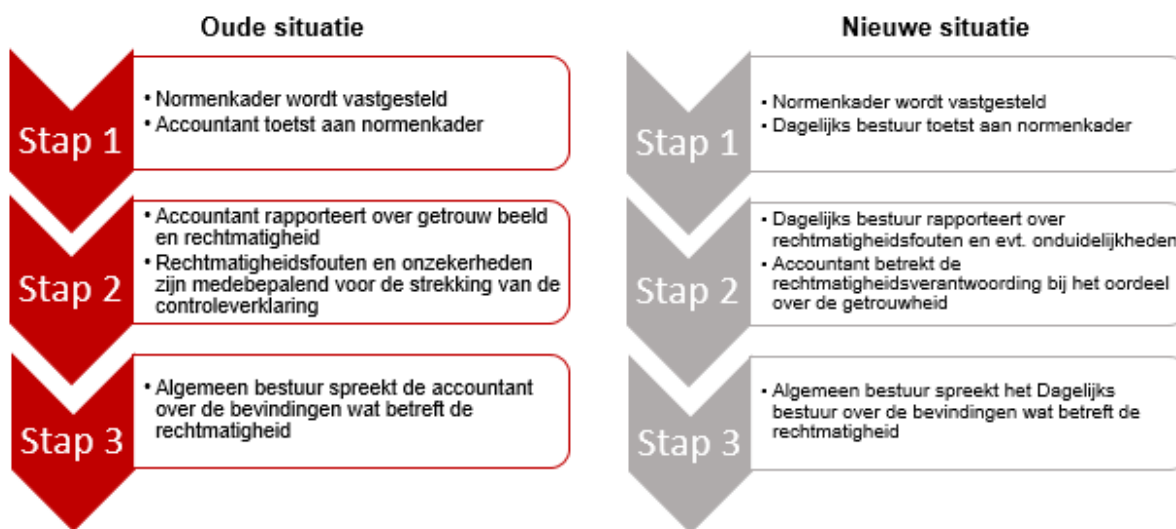 Oude situatie
Stap 1
• Normenkader wordt vastgesteld
• Accountant toetst aan normenkader
Stap 2
• Accountant rapporteert over getrouw beeld
en rechtmatigheid
• Rechtmatigheidsfouten en onzekerheden
zijn medebepalend voor de strekking van de
controleverklaring
Stap 3
• Algemeen bestuur spreekt de accountant
over de bevindingen wat betreft de
rechtmatigheid
Nieuwe situatie
Stap 1
• Normenkader wordt vastgesteld
• Dagelijks bestuur toetst aan normenkader
Stap 2
• Dagelijks bestuur rapporteert over
rechtmatigheidsfouten en evt. onduidelijkheden
• Accountant betrekt de
rechtmatigheidsverantwoording bij het oordeel
over de getrouwheid
Stap 3
• Algemeen bestuur spreekt het Dagelijks
bestuur over de bevindingen wat betreft de
rechtmatigheid